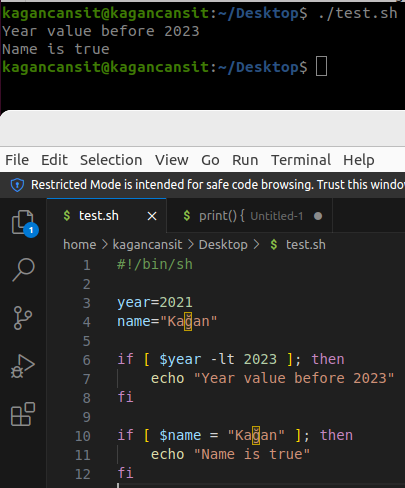 kagancansit@kagancansit:~/Desktop$ ./test.sh
Year value before 2023
Name is true
kagancansit@kagancansit:~/Desktop$
File Edit Selection View Go Run Terminal Help
Restricted Mode is intended for safe code browsing. Trust this windo
1
$ test.sh
$ print() { Untitled-1
home > kagancansit > Desktop > $ test.sh
1 #!/bin/sh
2
3 year=2021
4 name="Kağan"
5
6 if [ $year -lt 2023 ]; then
7 echo "Year value before 2023"
8 fi
9
10 if [ $name = "Kağan" ]; then
11 echo "Name is true"
12 fi